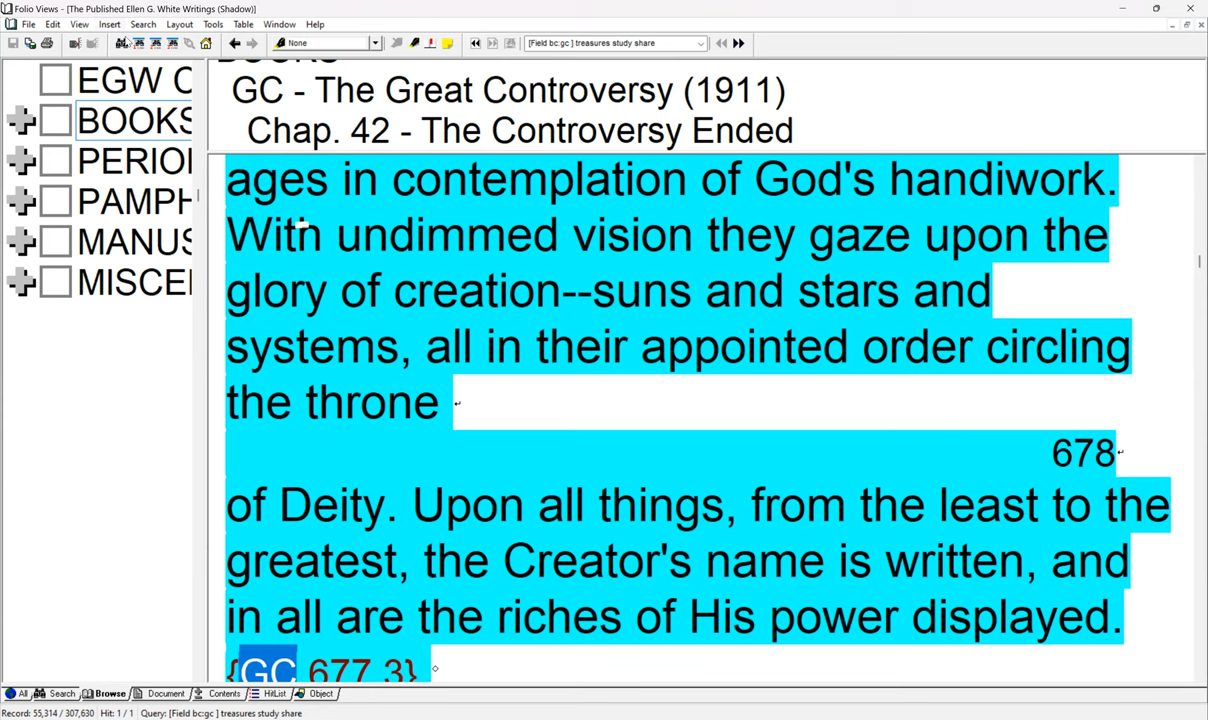 Folio Views - [The Published Ellen G. White Writings (Shadow)]
File Edit View Insert Search Layout Tools Table Window Help
None
[Field bc:gc ] treasures study share
EGW C
BOOKS
PERIO
PAMPH
MANUS
MISCEL
GC - The Great Controversy (1911)
Chap. 42 - The Controversy Ended
ages in contemplation of God's handiwork.
With undimmed vision they gaze upon the
glory of creation--suns and stars and
systems, all in their appointed order circling
the throne
678
of Deity. Upon all things, from the least to the
greatest, the Creator's name is written, and
in all are the riches of His power displayed.
{GC 677.3}
All Search Browse Document Contents HitList Object
Record: 55,314 / 307,630 Hit: 1 / 1 Query: [Field bc:gc ] treasures study share